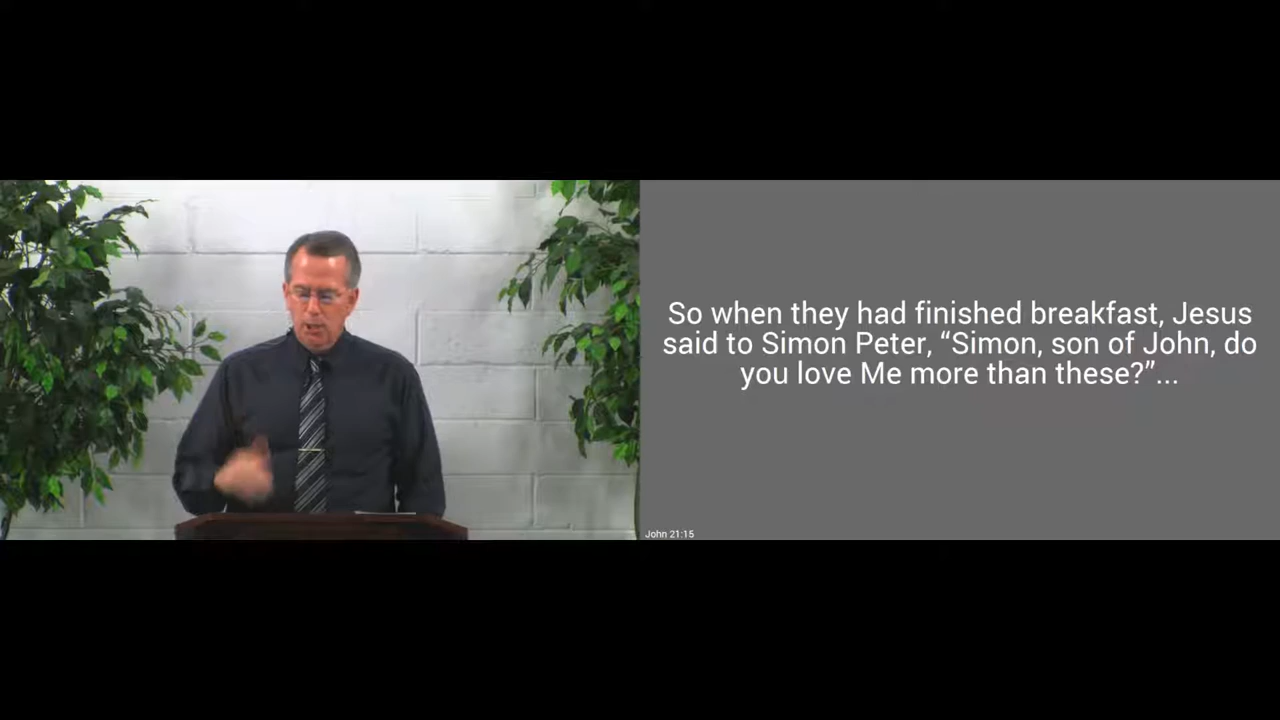 So when they had finished breakfast, Jesus
said to Simon Peter, “Simon, son of John, do
you love Me more than these?”...
John 21:15